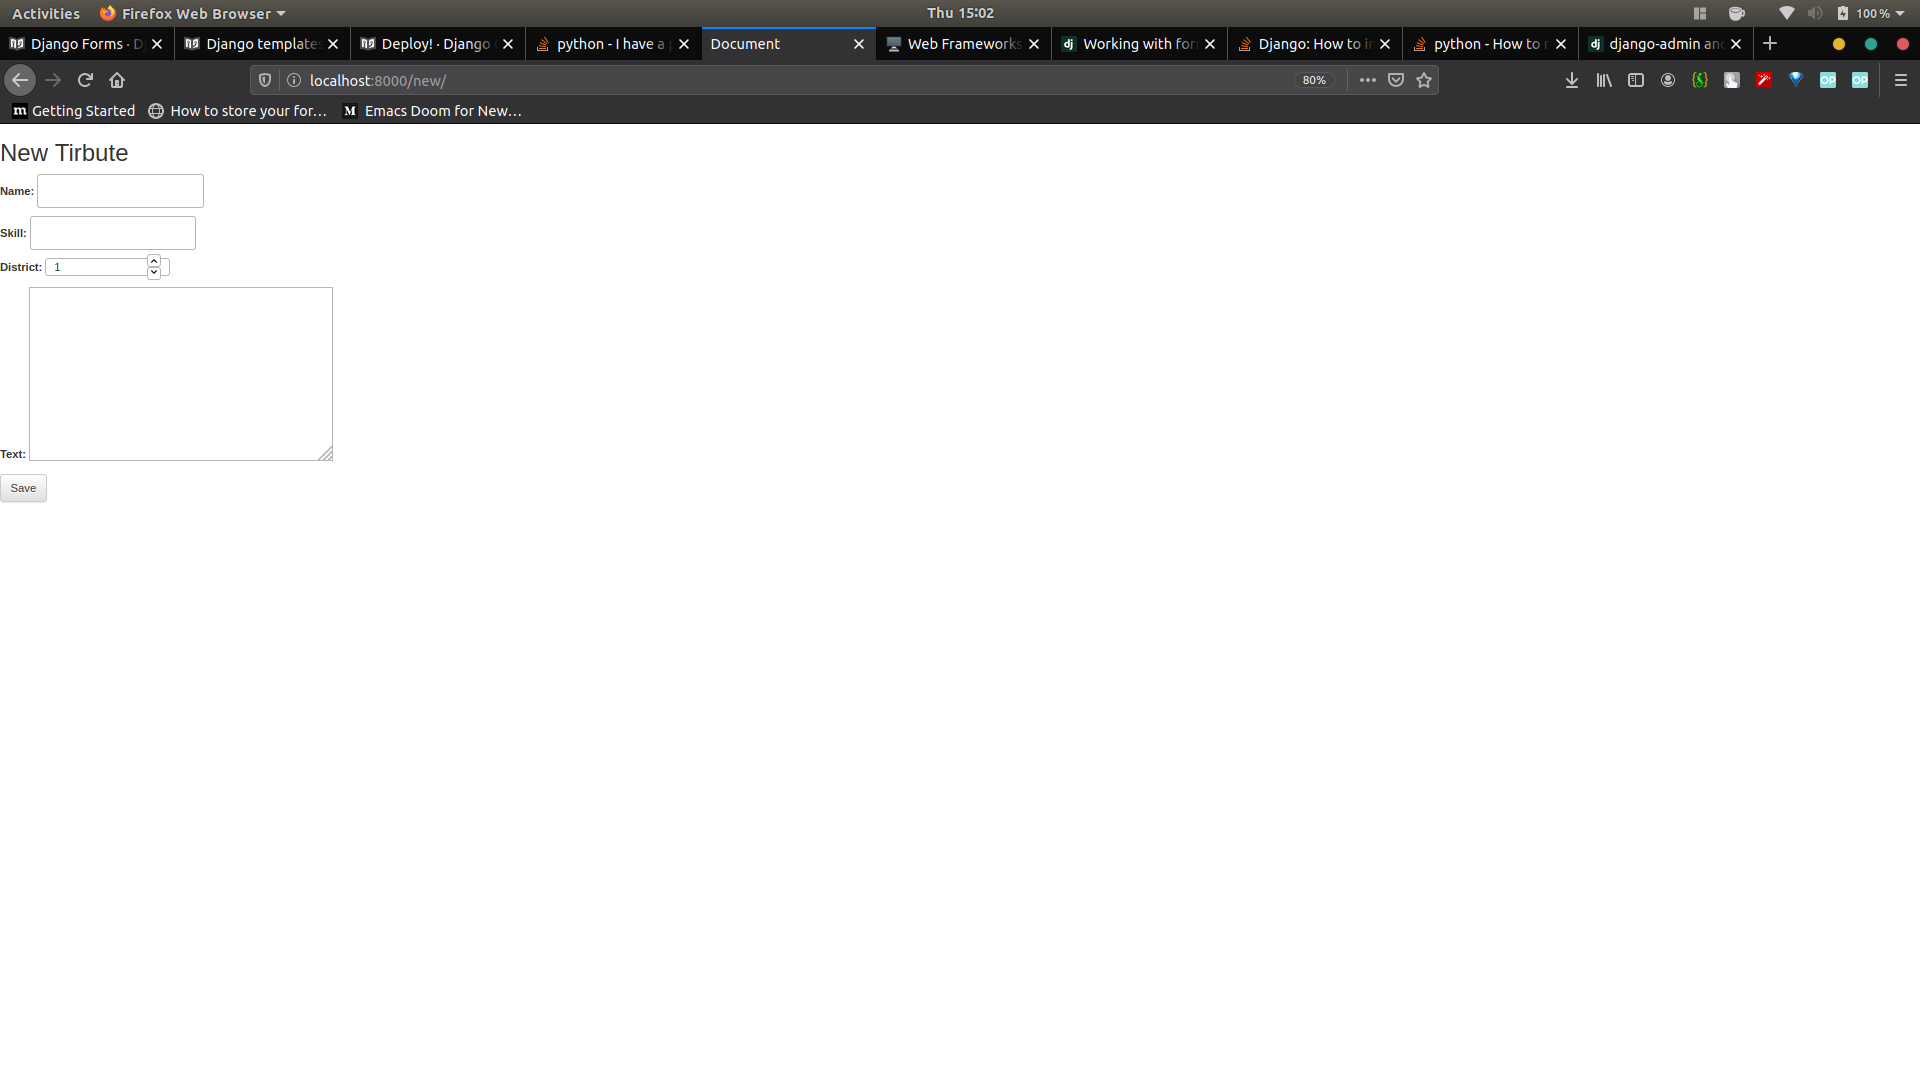 Activities Firefox Web Browser Thu 15:02 100 %
Django Forms · D Django templates Deploy! · Django python - I have a Document Web Frameworks Working with for Django: How to i python - How to django-admin an
localhost:8000/new/ 80%
m Getting Started How to store your for… M Emacs Doom for New…
New Tirbute
Name:
Skill:
District: 1
Text:
Save